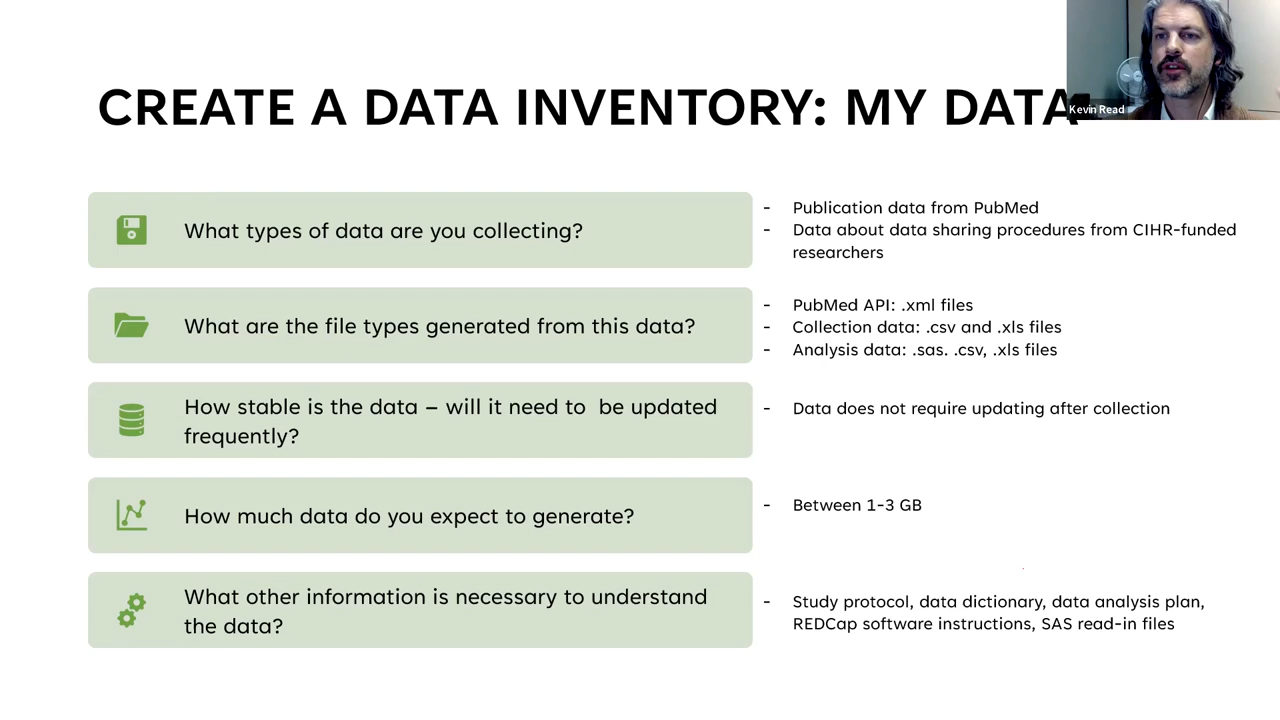 CREATE A DATA INVENTORY: MY DATA
Kevin Read
What types of data are you collecting?
- Publication data from PubMed
- Data about data sharing procedures from CIHR-funded
researchers
What are the file types generated from this data?
- PubMed API: .xml files
- Collection data: .csv and .xls files
- Analysis data: .sas. .csv, .xls files
How stable is the data – will it need to  be updated
frequently?
- Data does not require updating after collection
How much data do you expect to generate?
- Between 1-3 GB
What other information is necessary to understand
the data?
- Study protocol, data dictionary, data analysis plan,
REDCap software instructions, SAS read-in files